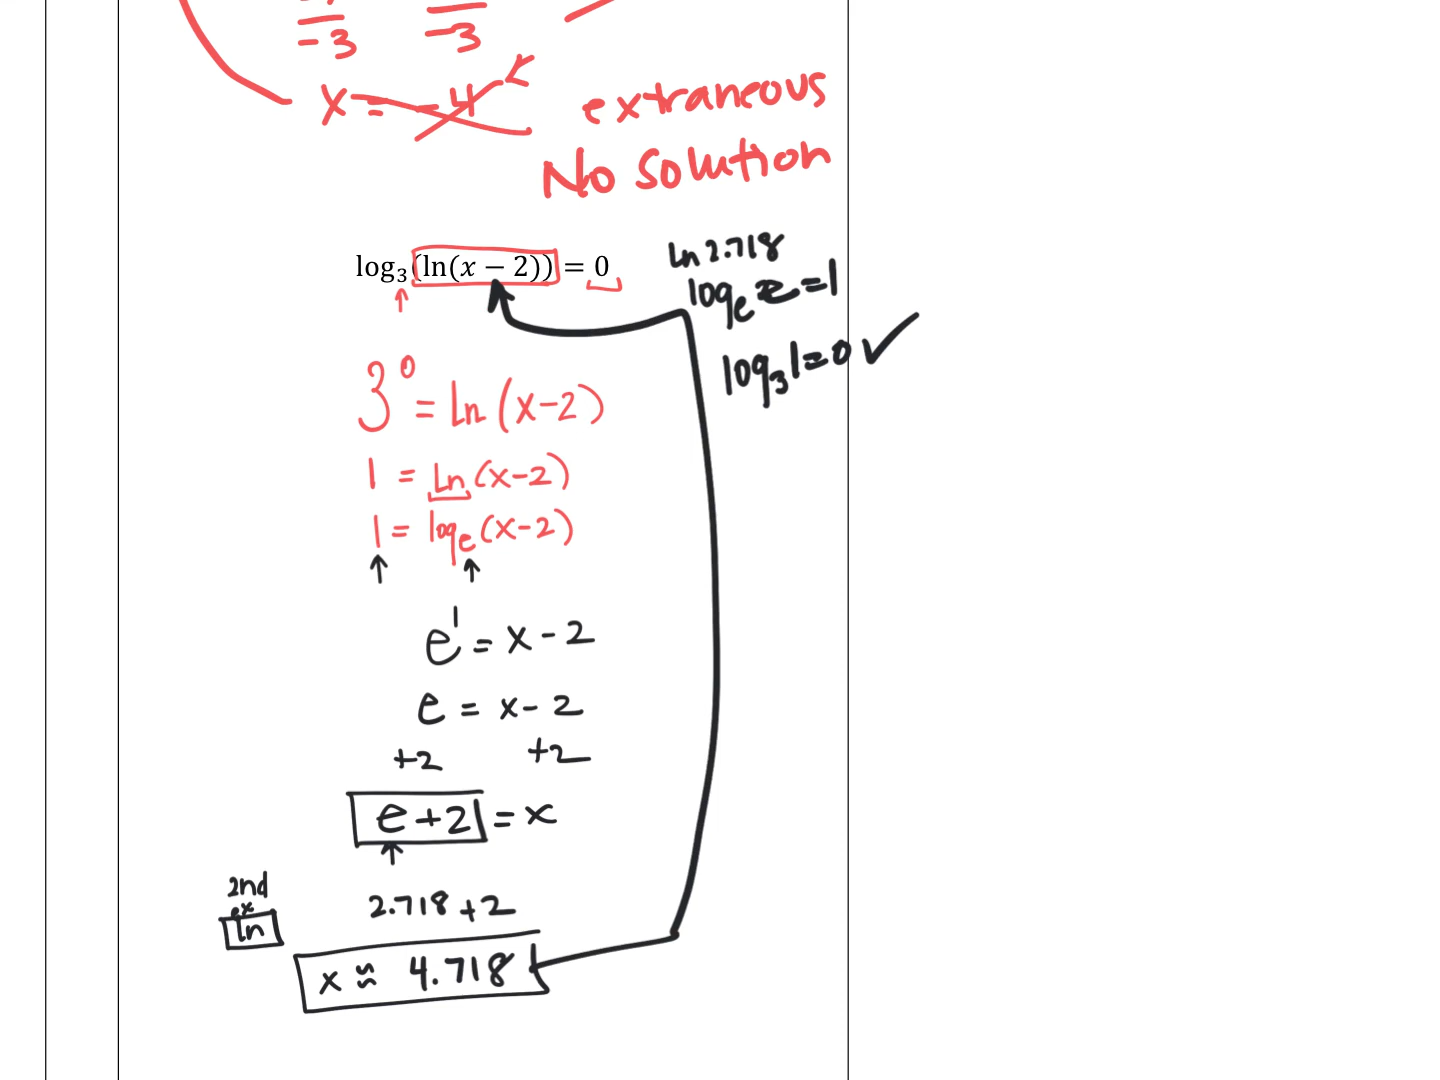 -3 -3
x = -4
extraneous
No Solution
log₃(ln(x − 2)) = 0
ln 2.718
logₑ e = 1
log₃ 1 = 0 ✓
3⁰ = ln(x-2)
1 = ln(x-2)
1 = logₑ(x-2)
e¹ = x - 2
e = x - 2
+2 +2
e + 2 = x
2nd
eˣ
ln
2.718 + 2
x ≈ 4.718